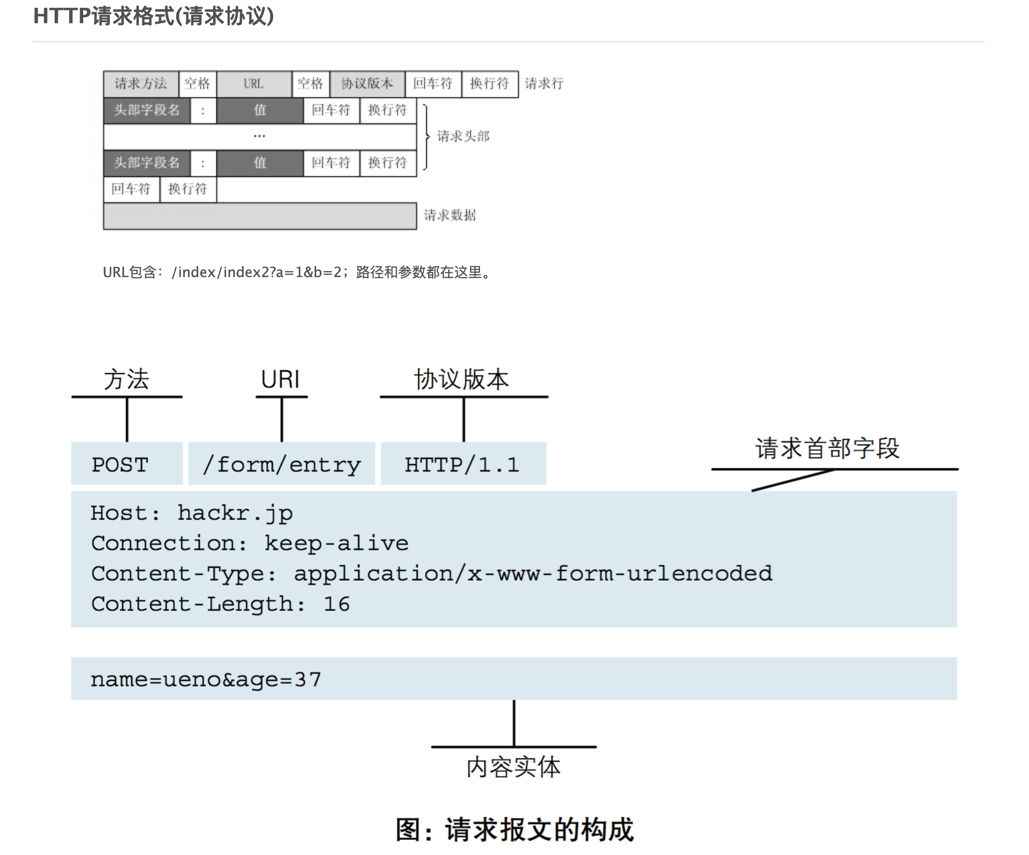 HTTP请求格式(请求协议)
请求方法 空格 URL 空格 协议版本 回车符 换行符 请求行
头部字段名 : 值 回车符 换行符
… 请求头部
头部字段名 : 值 回车符 换行符
回车符 换行符
请求数据
URL包含：/index/index2?a=1&b=2；路径和参数都在这里。
方法 URI 协议版本
请求首部字段
POST /form/entry HTTP/1.1
Host: hackr.jp
Connection: keep-alive
Content-Type: application/x-www-form-urlencoded
Content-Length: 16
name=ueno&age=37
内容实体
图：请求报文的构成